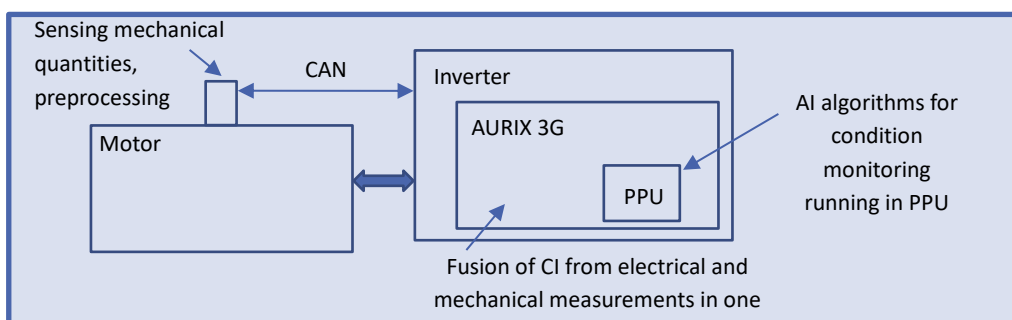 Sensing mechanical
quantities,
preprocessing
CAN
Inverter
AI algorithms for
condition
monitoring
running in PPU
AURIX 3G
Motor
PPU
Fusion of CI from electrical and
mechanical measurements in one